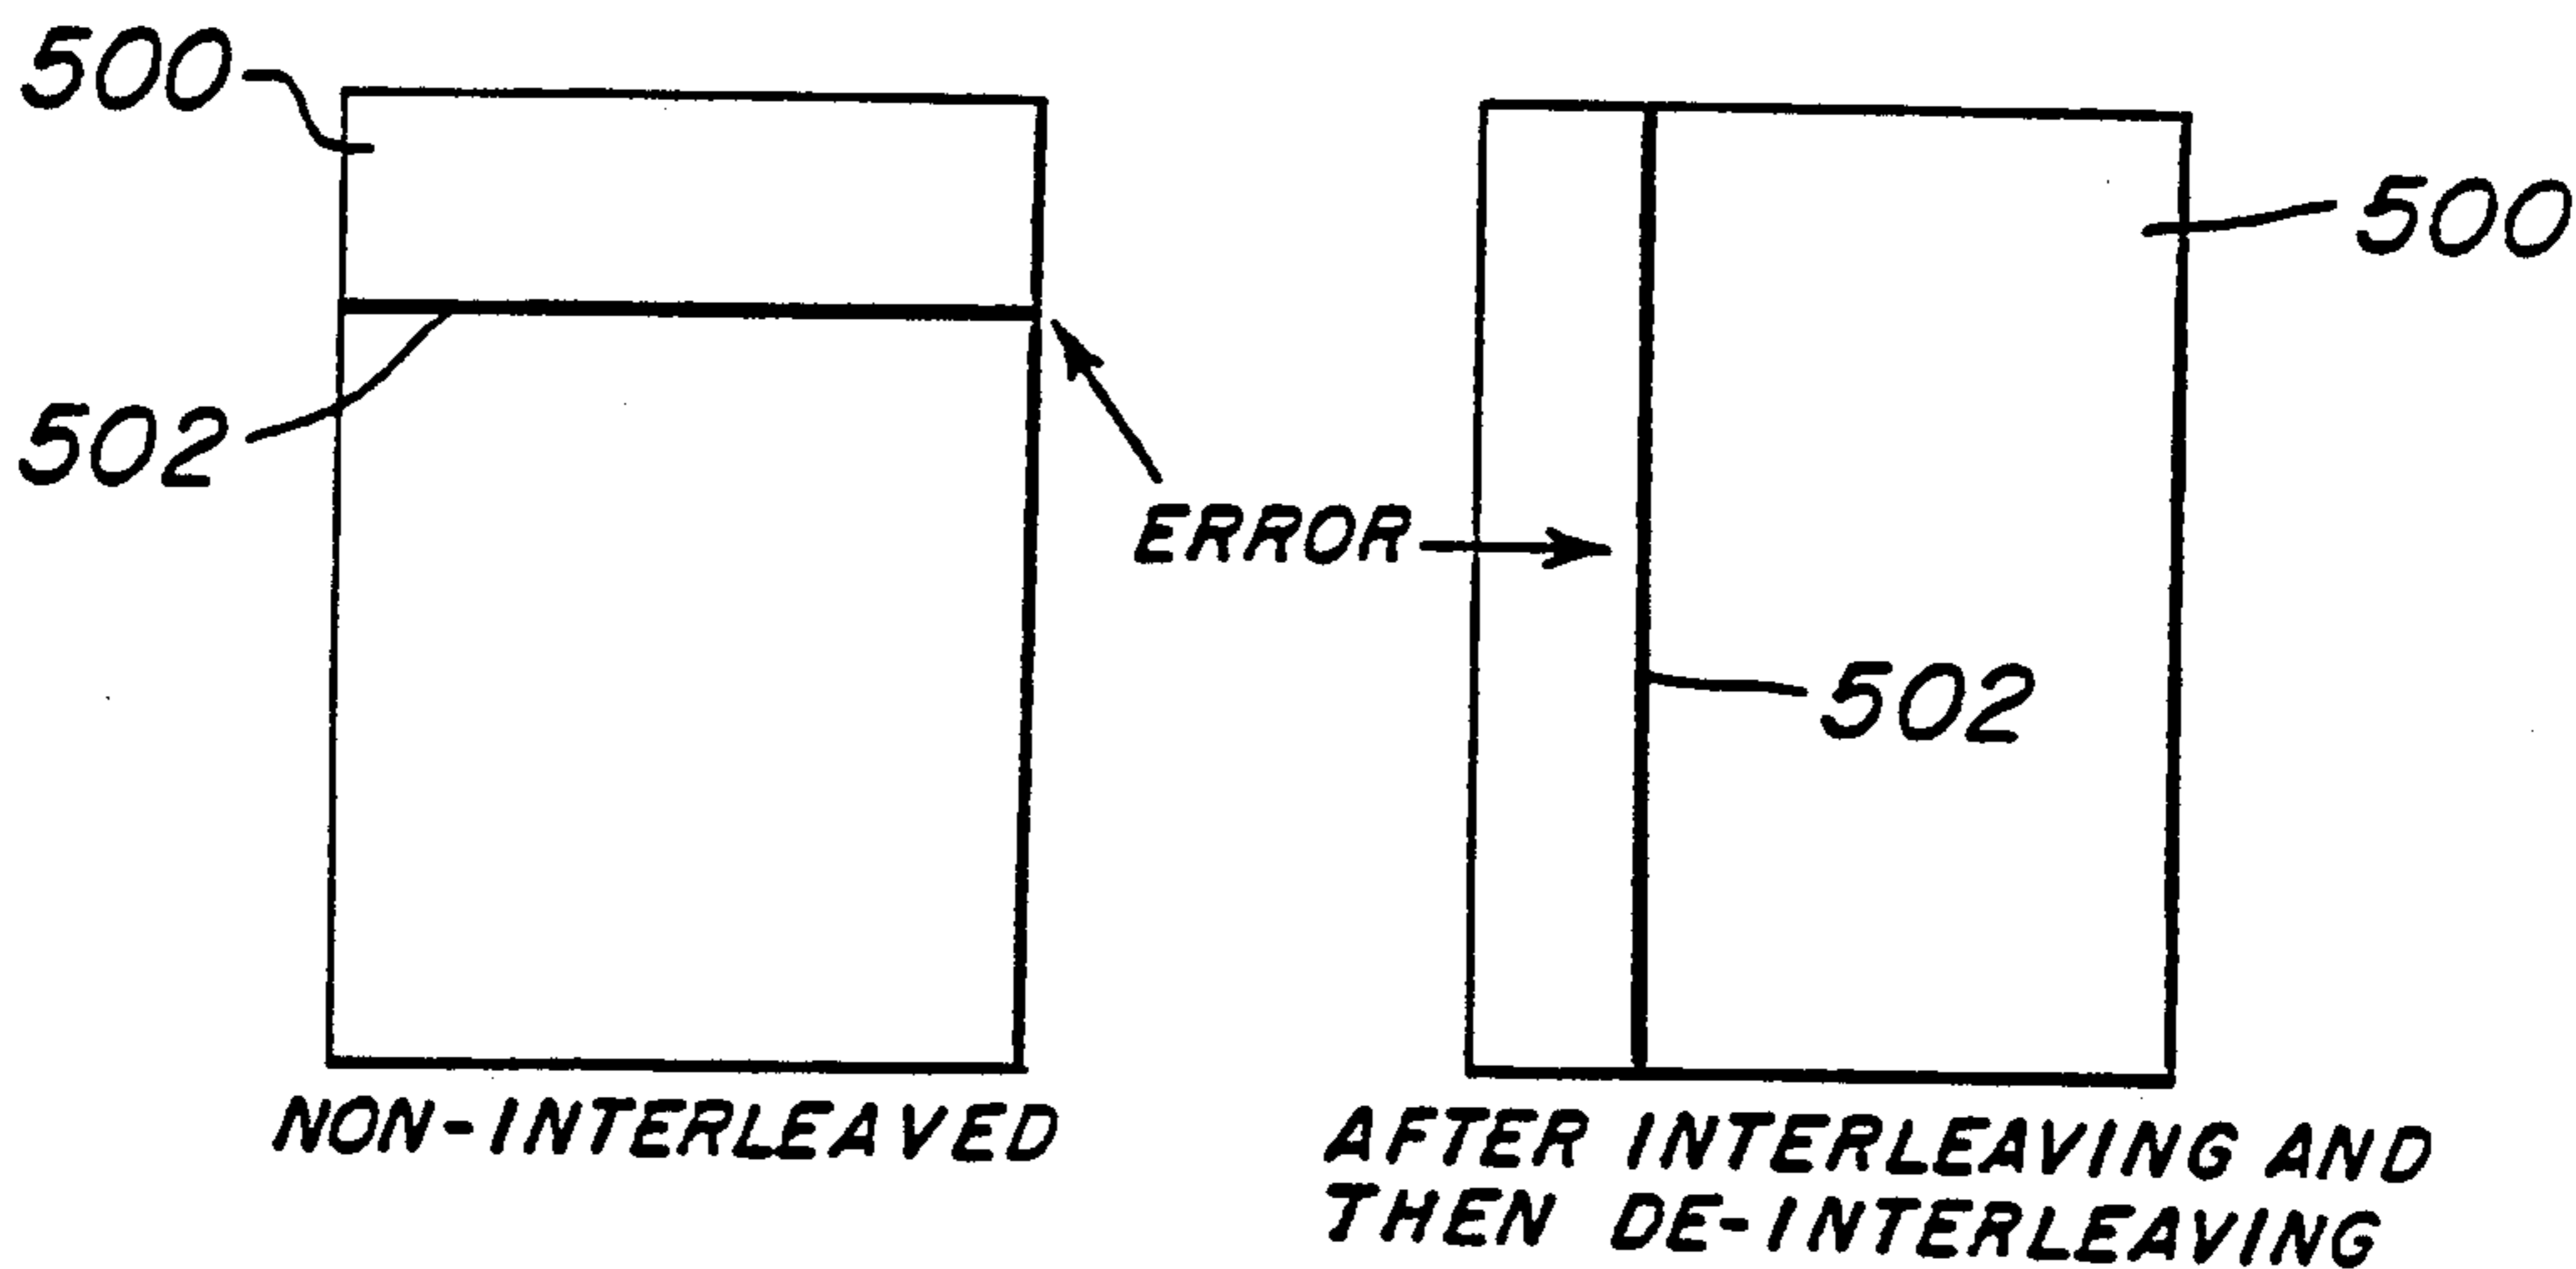 500
500
502
ERROR
502
NON-INTERLEAVED
AFTER INTERLEAVING AND
THEN DE-INTERLEAVING